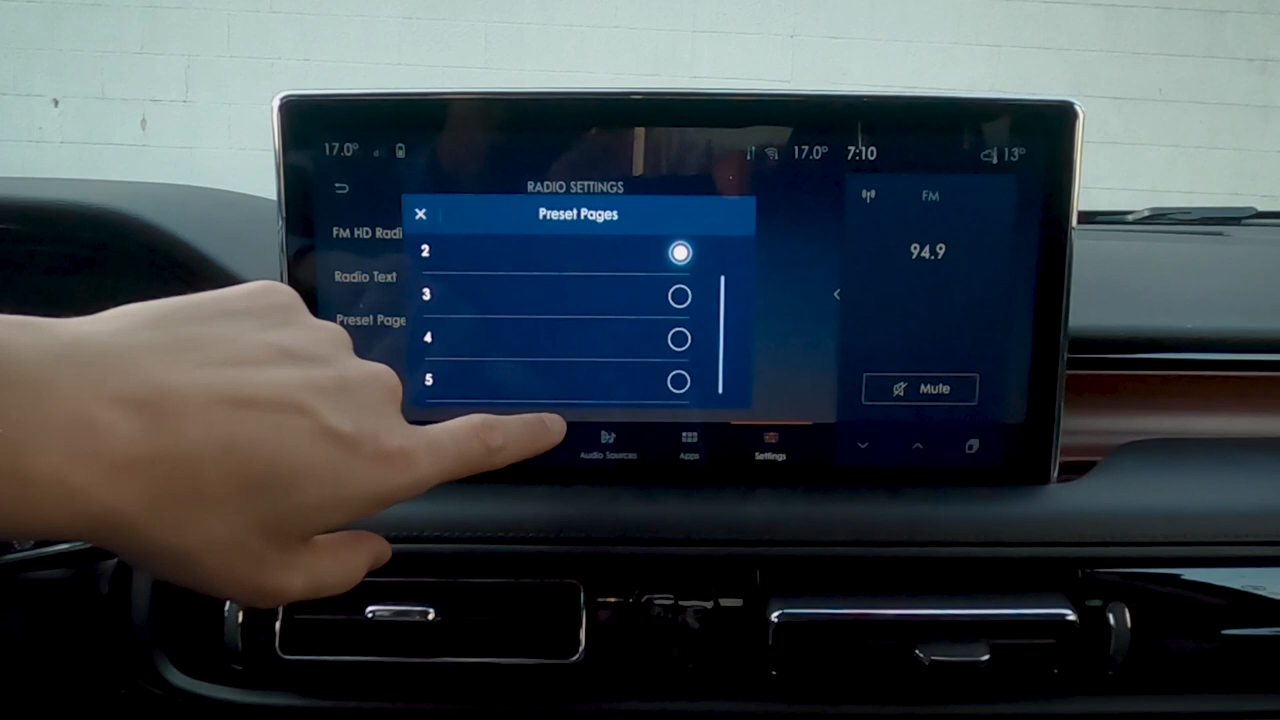 17.0° 17.0° 7:10 13°
RADIO SETTINGS
FM
Preset Pages
FM HD Radi
2
94.9
Radio Text
3
Preset Page
4
5
Mute
Audio Sources Apps Settings